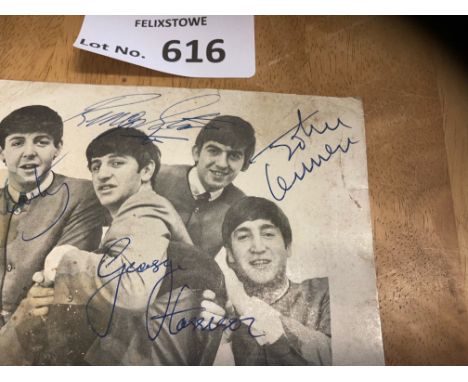 FELIXSTOWE
Lot No. 616
Ringo Starr
John
Lennon
George
Harrison